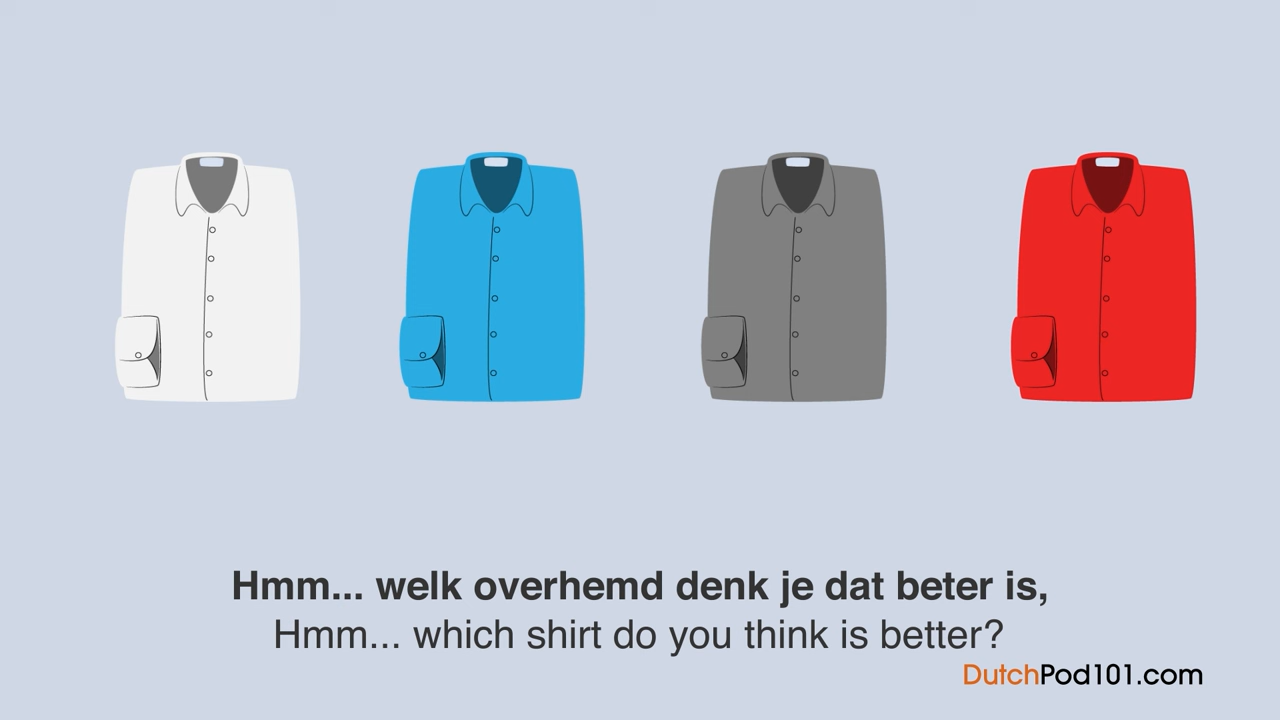 Hmm... welk overhemd denk je dat beter is,
Hmm... which shirt do you think is better?
DutchPod101.com